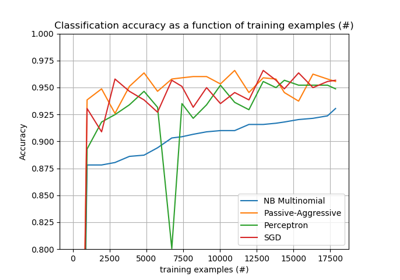 Classification accuracy as a function of training examples (#)
1.000
0.975
0.950
0.925
0.900
0.875
0.850
0.825
0.800
Accuracy
NB Multinomial
Passive-Aggressive
Perceptron
SGD
0 2500 5000 7500 10000 12500 15000 17500
training examples (#)